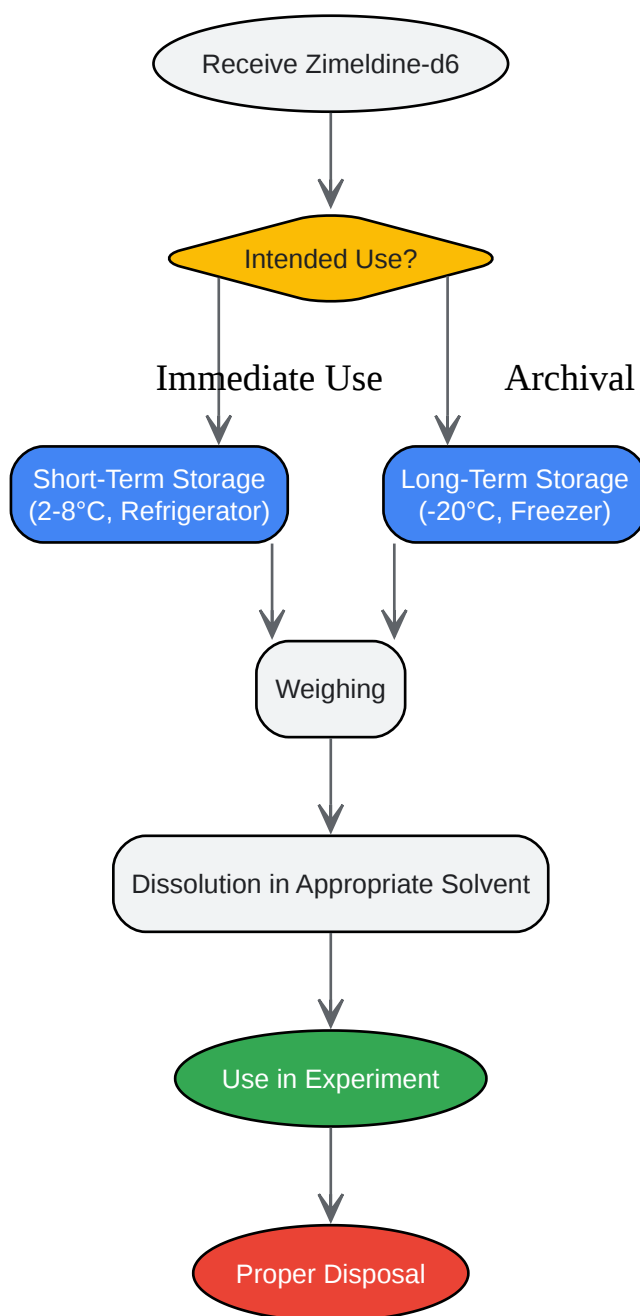 Receive Zimeldine-d6
Intended Use?
Immediate Use
Archival
Short-Term Storage
(2-8°C, Refrigerator)
Long-Term Storage
(-20°C, Freezer)
Weighing
Dissolution in Appropriate Solvent
Use in Experiment
Proper Disposal